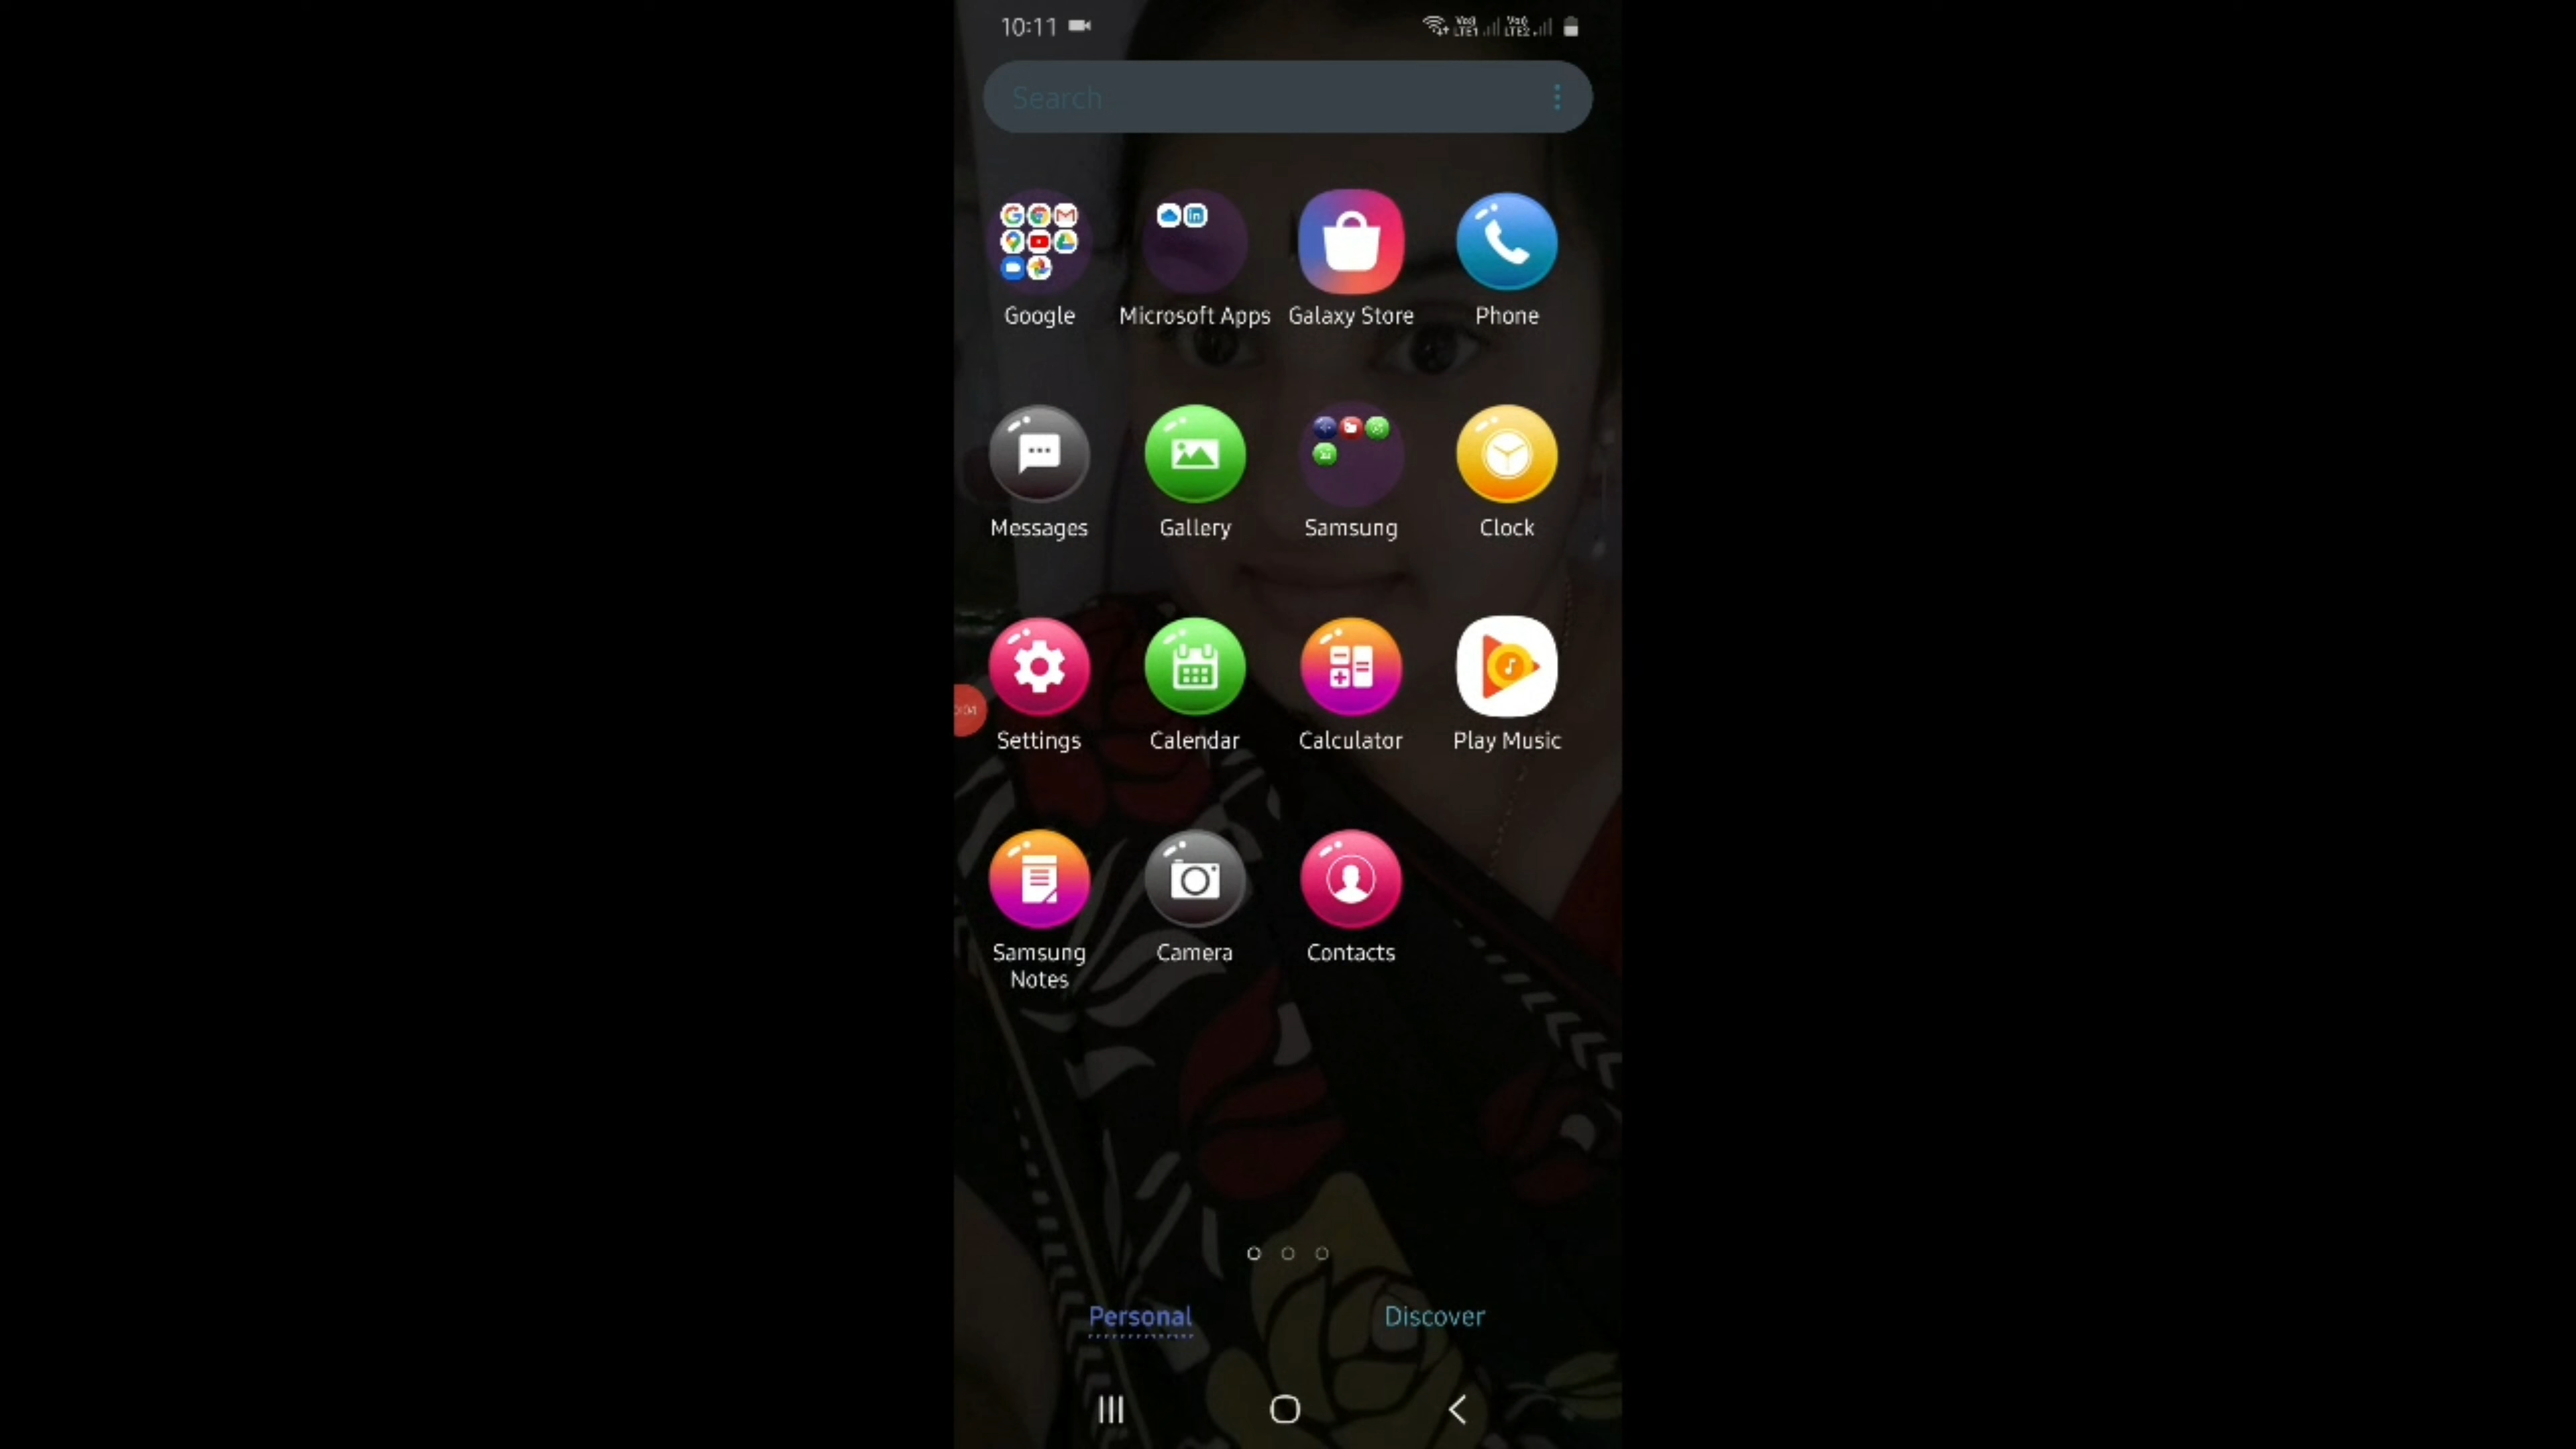 10:11
Search
Google
Microsoft Apps
Galaxy Store
Phone
Messages
Gallery
Samsung
Clock
Settings
Calendar
Calculator
Play Music
Samsung
Notes
Camera
Contacts
Personal
Discover